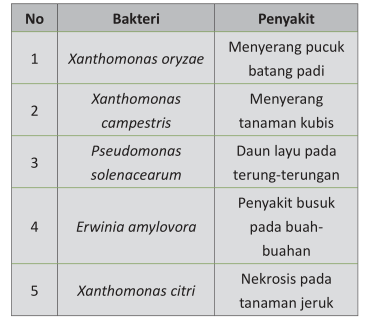 No Bakteri Penyakit
1 Xanthomonas oryzae Menyerang pucuk
batang padi
2 Xanthomonas
campestris Menyerang
tanaman kubis
3 Pseudomonas
solenacearum Daun layu pada
terung-terungan
4 Erwinia amylovora Penyakit busuk
pada buah-
buahan
5 Xanthomonas citri Nekrosis pada
tanaman jeruk